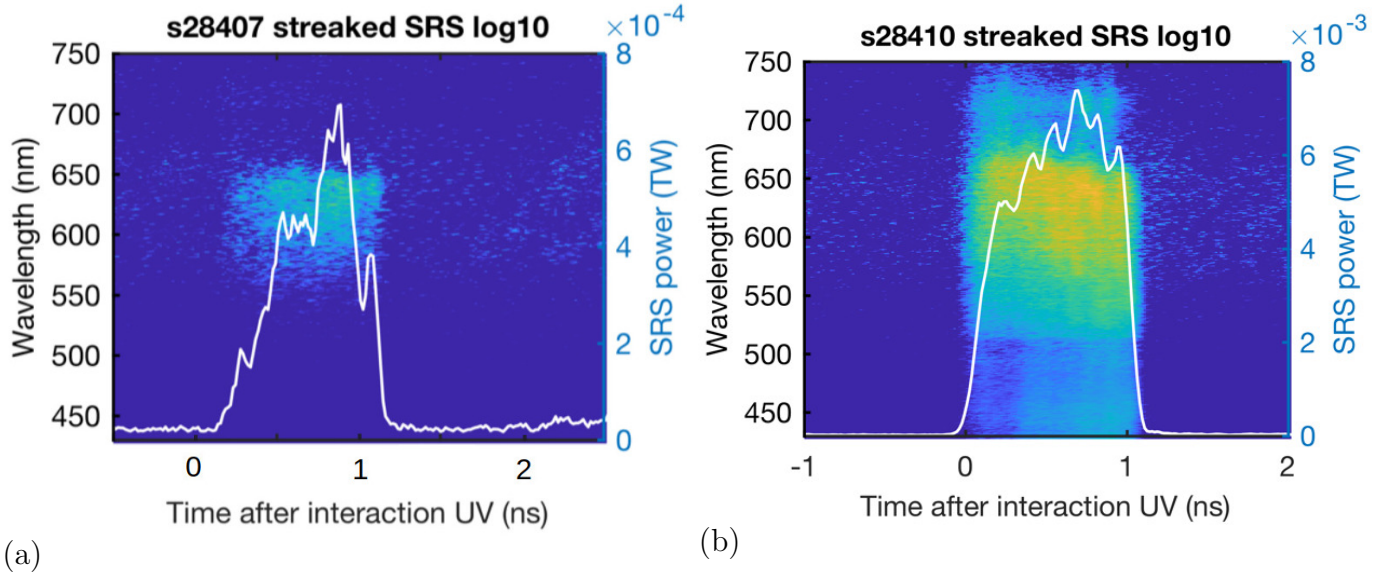 s28407 streaked SRS log10
×10-4
750
700
650
600
550
500
450
Wavelength (nm)
8
6
4
2
0
SRS power (TW)
0 1 2
Time after interaction UV (ns)
(a)
s28410 streaked SRS log10
×10-3
750
700
650
600
550
500
450
Wavelength (nm)
8
6
4
2
0
SRS power (TW)
-1 0 1 2
Time after interaction UV (ns)
(b)